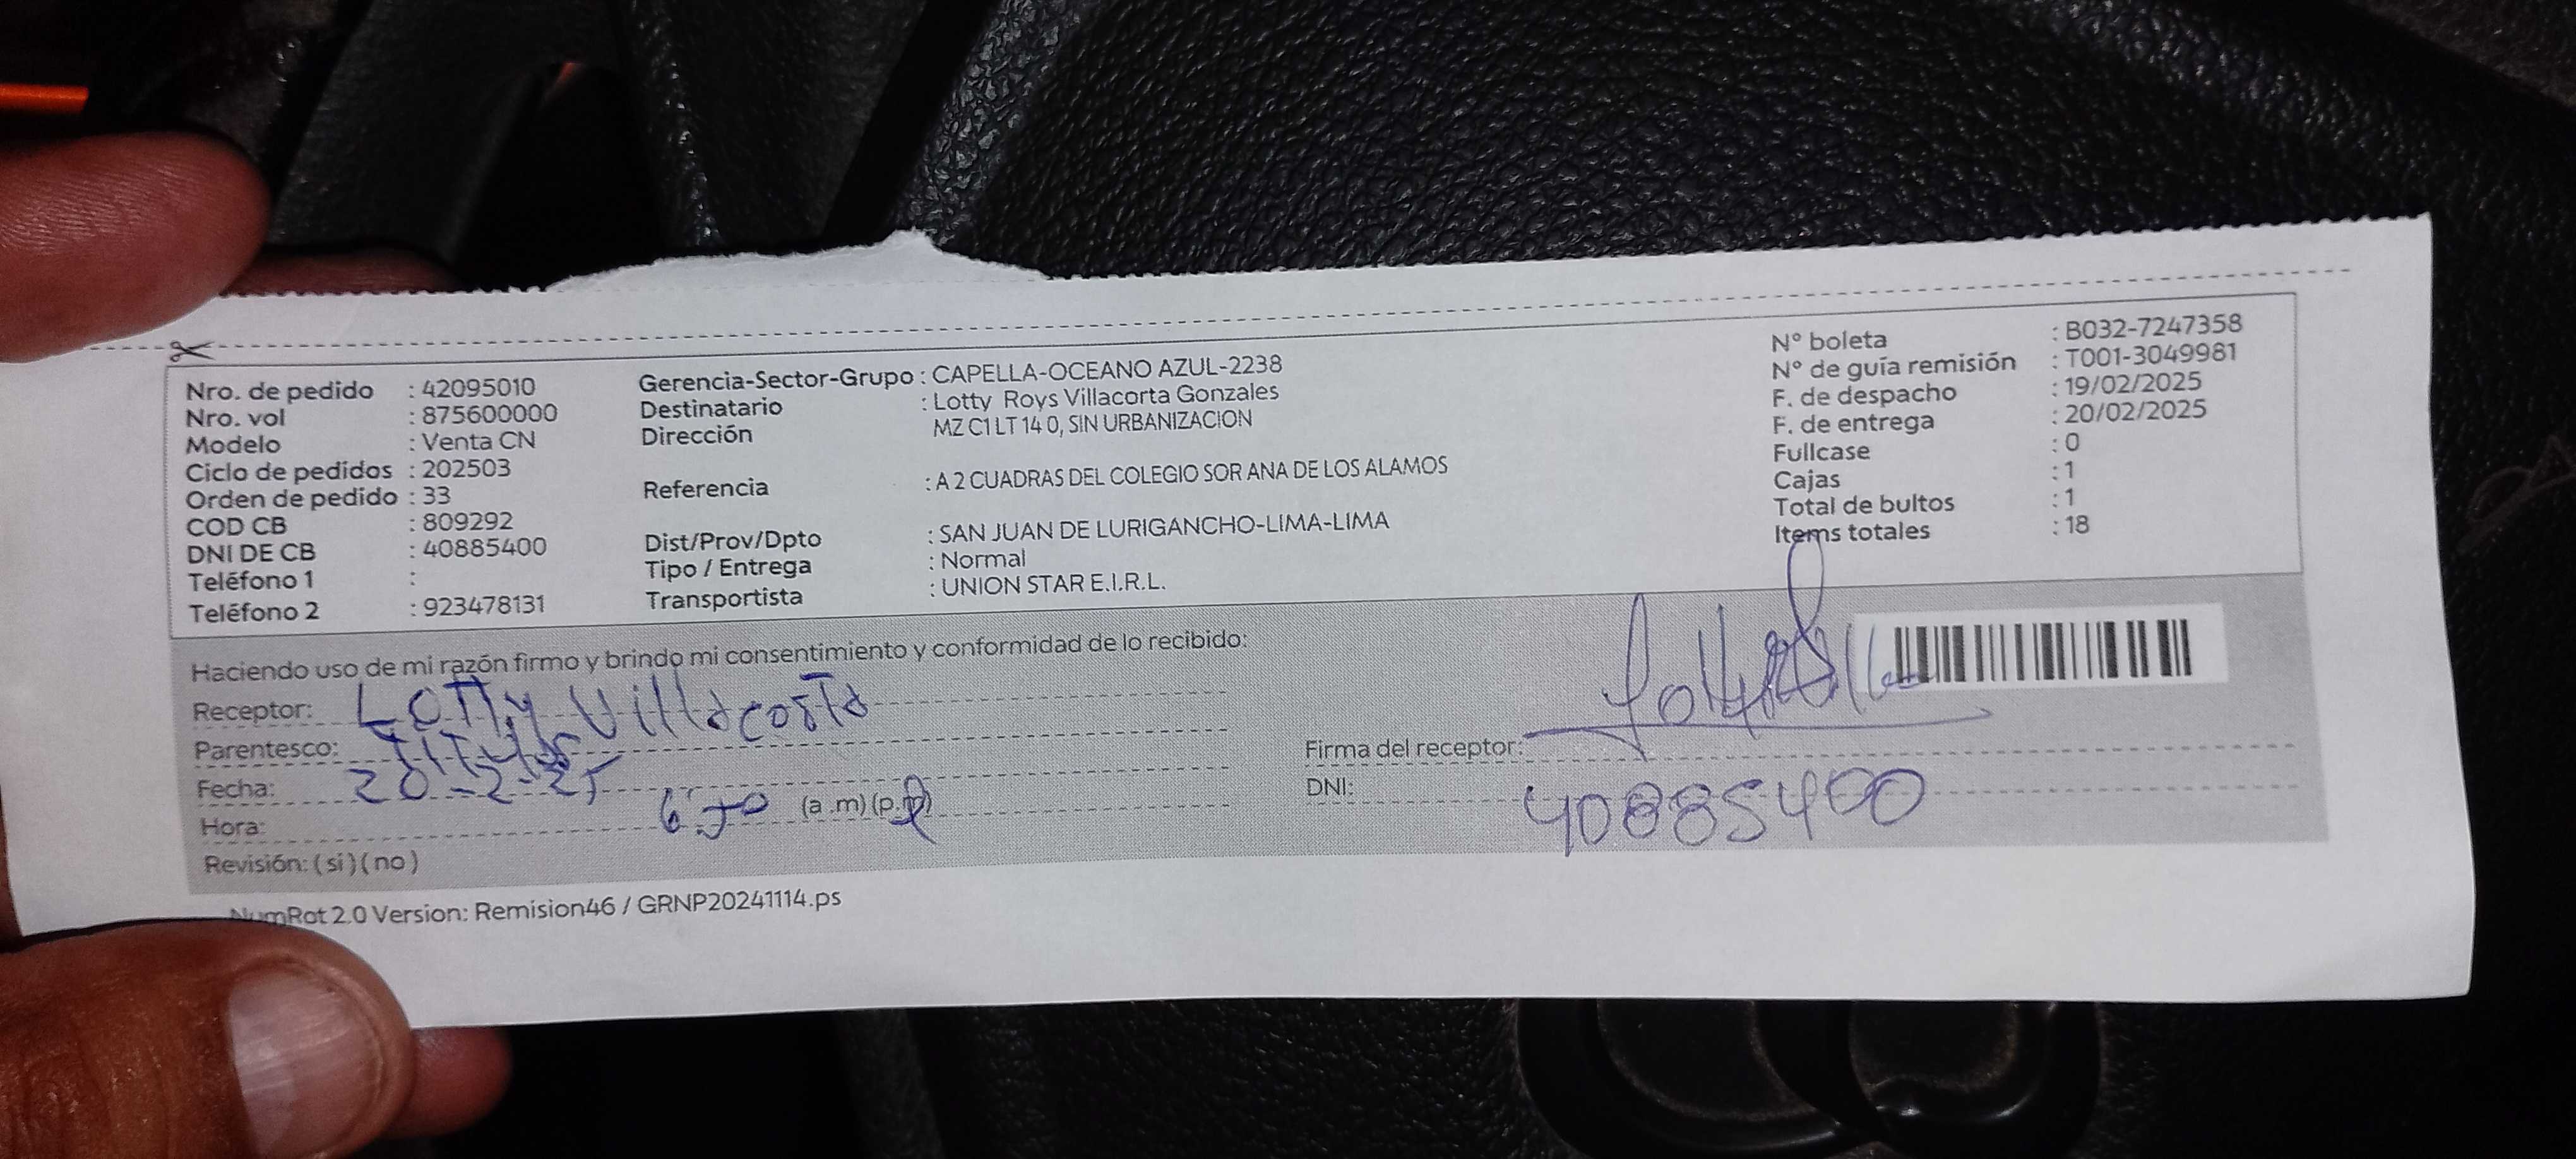 Nro. de pedido : 42095010
Nro. vol : 875600000
Modelo : Venta CN
Ciclo de pedidos : 202503
Orden de pedido : 33
COD CB : 809292
DNI DE CB : 40885400
Teléfono 1 :
Teléfono 2 : 923478131
Gerencia-Sector-Grupo : CAPELLA-OCEANO AZUL-2238
Destinatario : Lotty Roys Villacorta Gonzales
Dirección MZ C1 LT 14 0, SIN URBANIZACION
Referencia : A 2 CUADRAS DEL COLEGIO SOR ANA DE LOS ALAMOS
Dist/Prov/Dpto : SAN JUAN DE LURIGANCHO-LIMA-LIMA
Tipo / Entrega : Normal
Transportista : UNION STAR E.I.R.L.
N° boleta : B032-7247358
N° de guía remisión : T001-3049981
F. de despacho : 19/02/2025
F. de entrega : 20/02/2025
Fullcase : 0
Cajas : 1
Total de bultos : 1
Items totales : 18
Haciendo uso de mi razón firmo y brindo mi consentimiento y conformidad de lo recibido:
Receptor: Lotty Villacorta
Parentesco:
Fecha: 20-2-25
Hora: (a .m) (p.m)
Revisión: ( si ) ( no )
Firma del receptor:
DNI: 40885400
NumRot 2.0 Version: Remision46 / GRNP20241114.ps